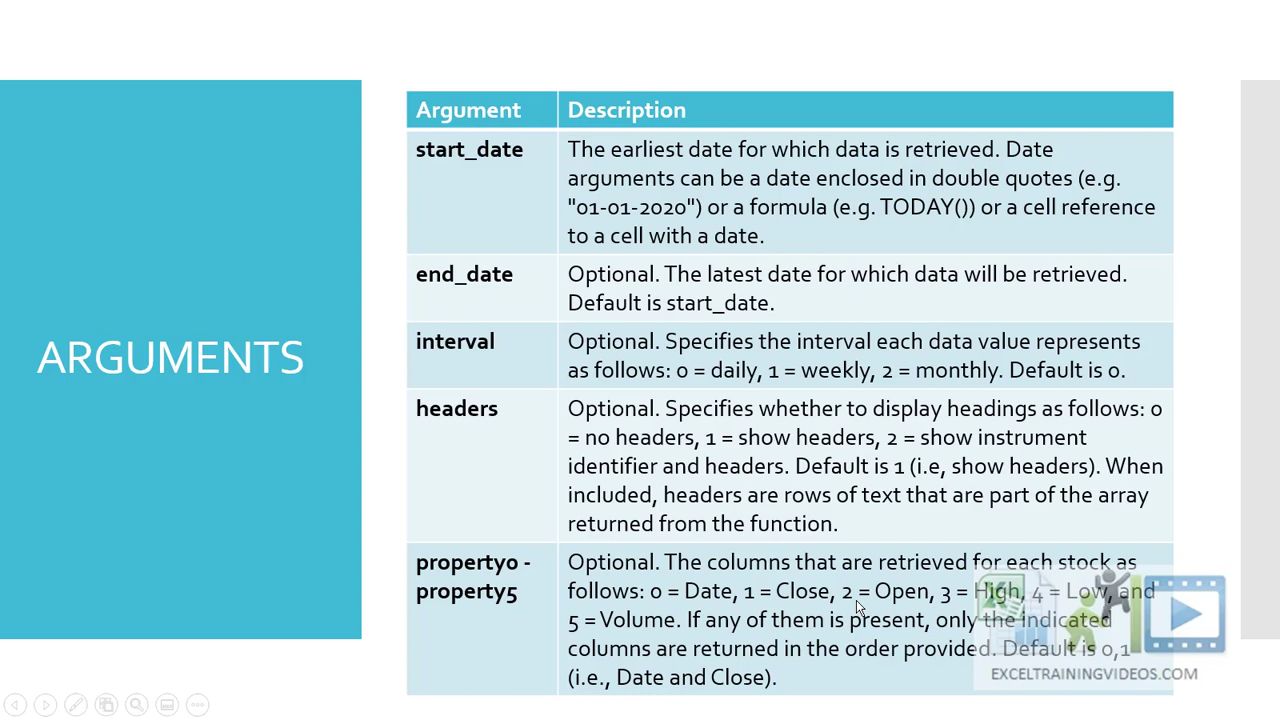 ARGUMENTS
Argument Description
start_date The earliest date for which data is retrieved. Date
arguments can be a date enclosed in double quotes (e.g.
"01-01-2020") or a formula (e.g. TODAY()) or a cell reference
to a cell with a date.
end_date Optional. The latest date for which data will be retrieved.
Default is start_date.
interval Optional. Specifies the interval each data value represents
as follows: 0 = daily, 1 = weekly, 2 = monthly. Default is 0.
headers Optional. Specifies whether to display headings as follows: 0
= no headers, 1 = show headers, 2 = show instrument
identifier and headers. Default is 1 (i.e, show headers). When
included, headers are rows of text that are part of the array
returned from the function.
property0 - Optional. The columns that are retrieved for each stock as
property5 follows: 0 = Date, 1 = Close, 2 = Open, 3 = High, 4 = Low, and
5 = Volume. If any of them is present, only the indicated
columns are returned in the order provided. Default is 0,1
(i.e., Date and Close).
EXCELTRAININGVIDEOS.COM